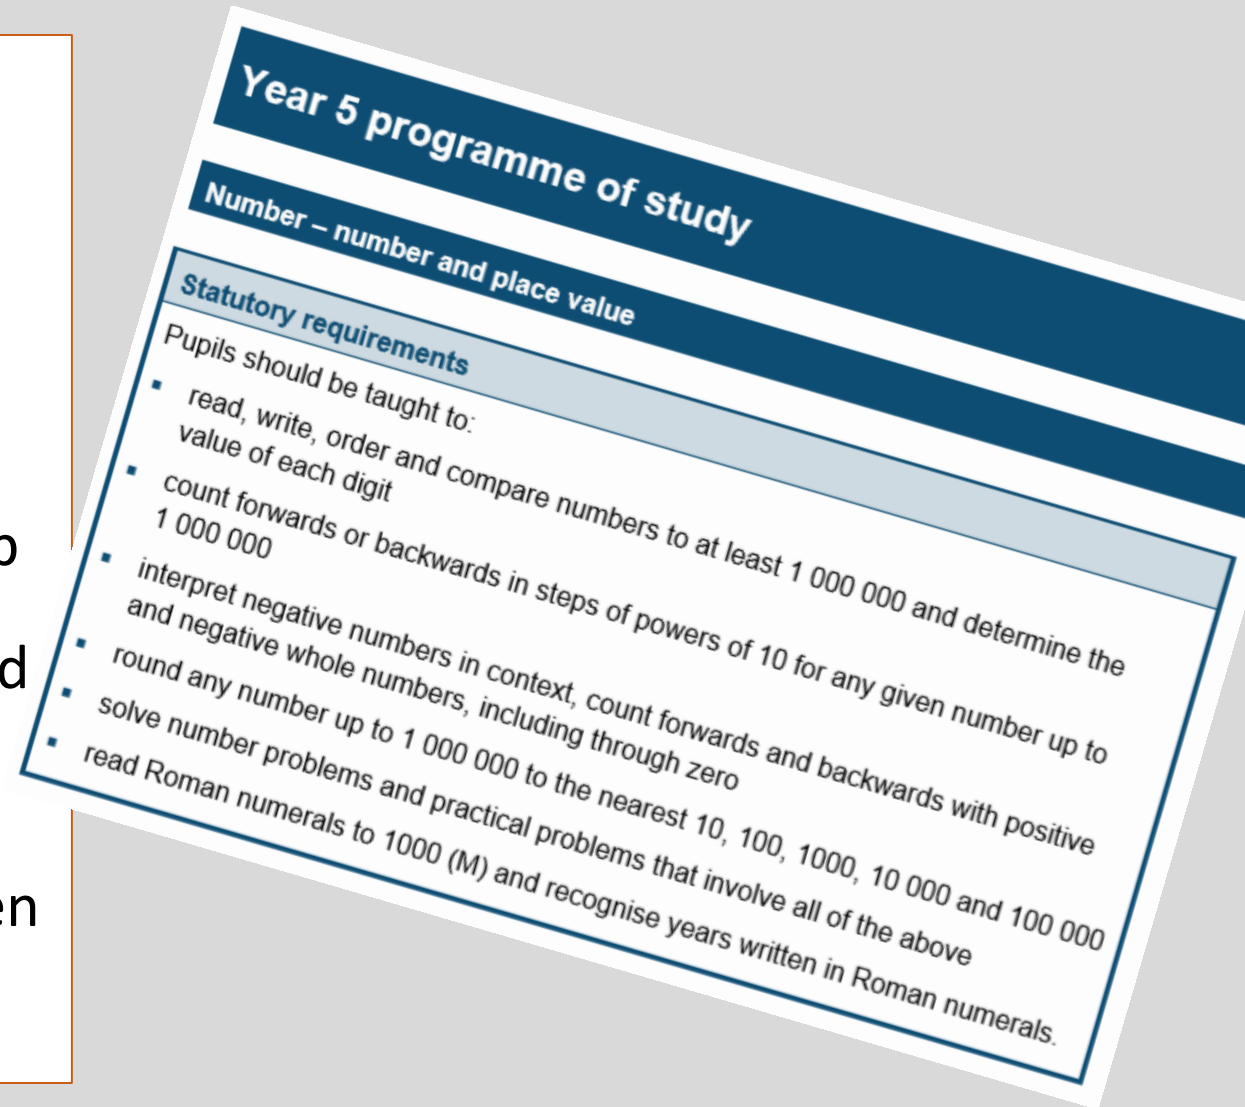 Year 5 programme of study
Number – number and place value
Statutory requirements
Pupils should be taught to:
▪ read, write, order and compare numbers to at least 1 000 000 and determine the
value of each digit
▪ count forwards or backwards in steps of powers of 10 for any given number up to
1 000 000
▪ interpret negative numbers in context, count forwards and backwards with positive
and negative whole numbers, including through zero
▪ round any number up to 1 000 000 to the nearest 10, 100, 1000, 10 000 and 100 000
▪ solve number problems and practical problems that involve all of the above
▪ read Roman numerals to 1000 (M) and recognise years written in Roman numerals.